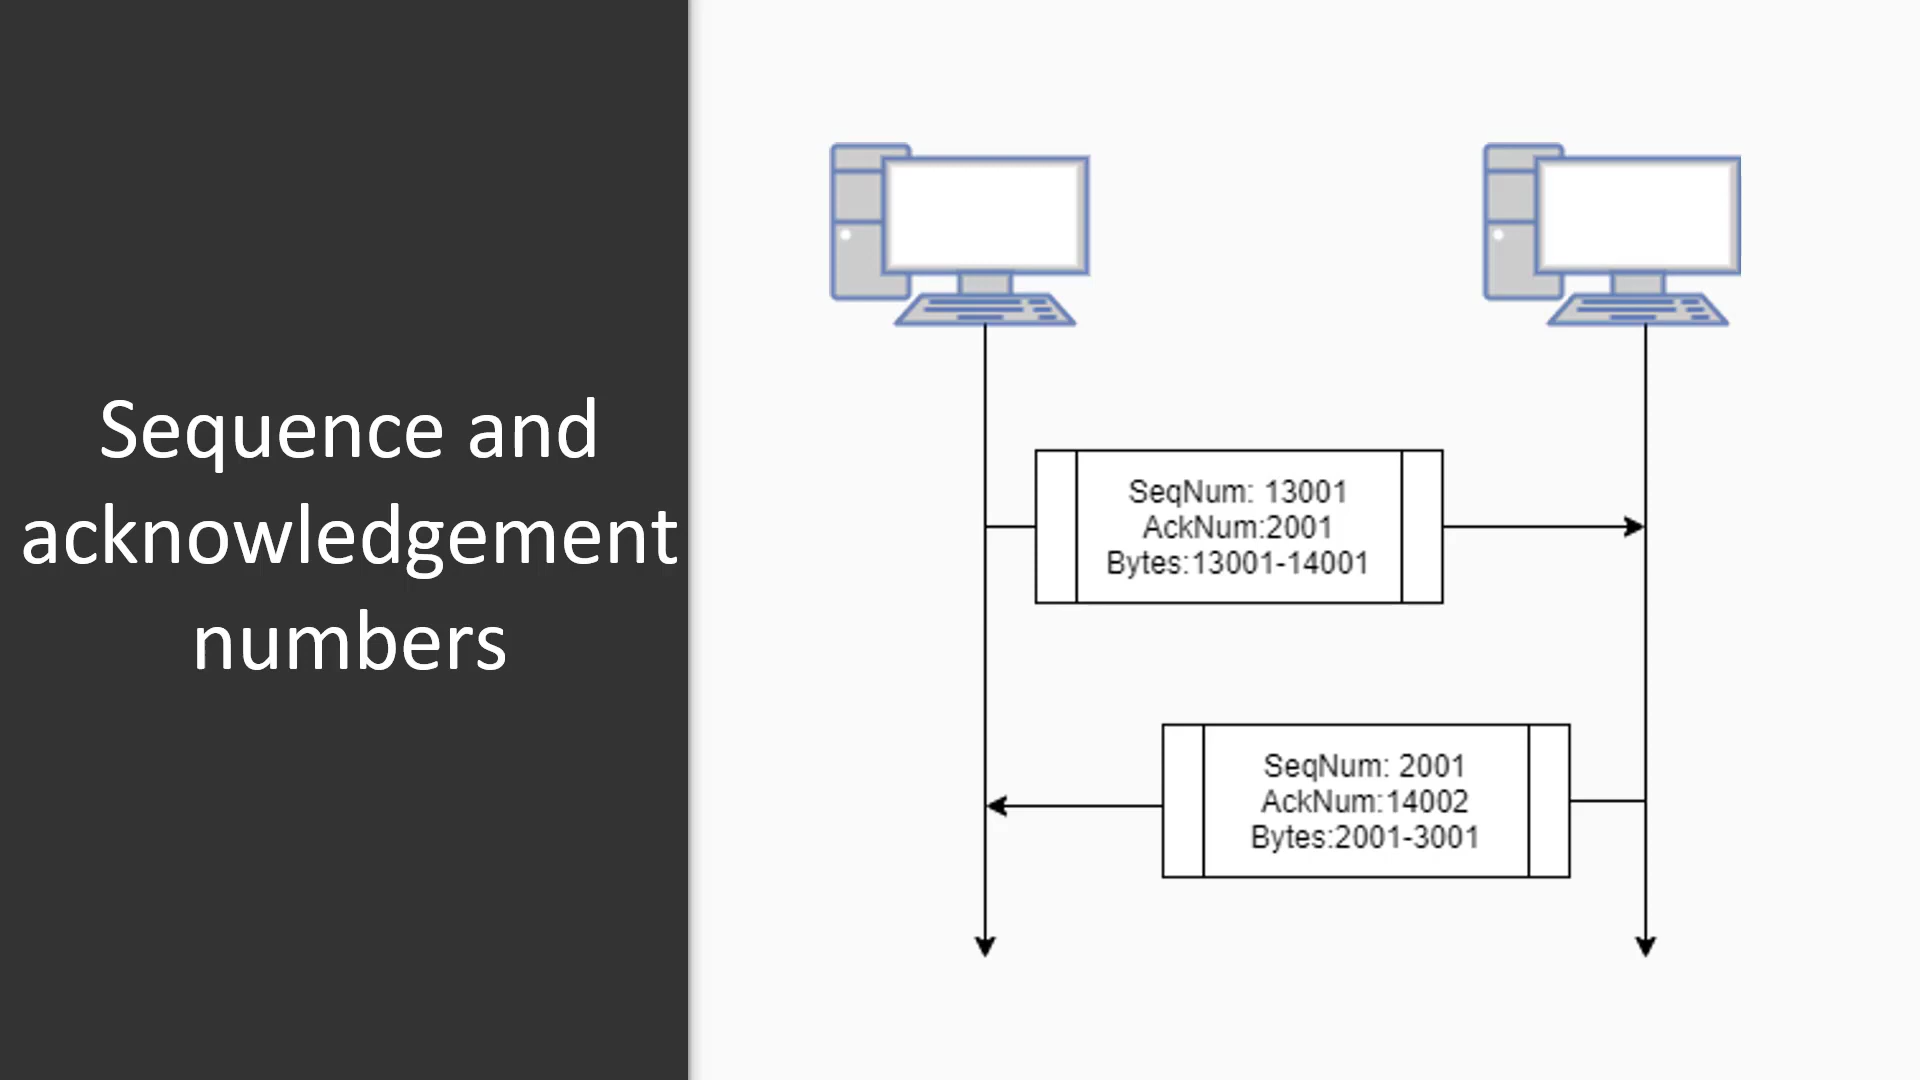 Sequence and
acknowledgement
numbers
SeqNum: 13001
AckNum:2001
Bytes:13001-14001
SeqNum: 2001
AckNum:14002
Bytes:2001-3001